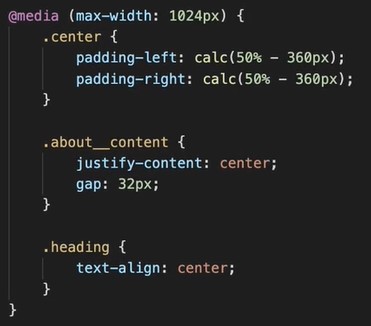 @media (max-width: 1024px) {
    .center {
        padding-left: calc(50% - 360px);
        padding-right: calc(50% - 360px);
    }

    .about__content {
        justify-content: center;
        gap: 32px;
    }

    .heading {
        text-align: center;
    }
}